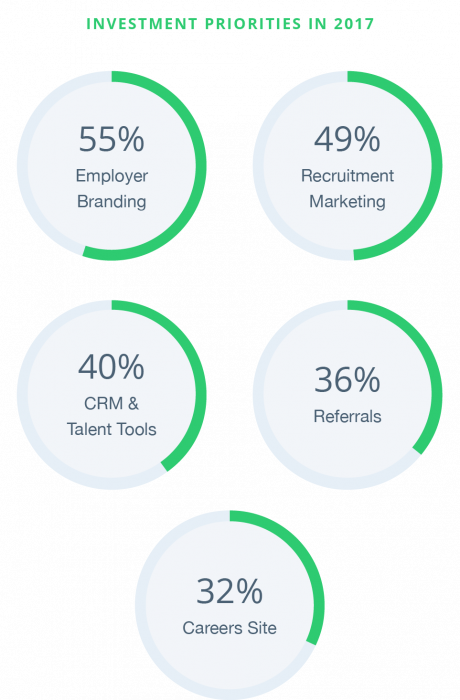 INVESTMENT PRIORITIES IN 2017
55%
Employer
Branding
49%
Recruitment
Marketing
40%
CRM &
Talent Tools
36%
Referrals
32%
Careers Site